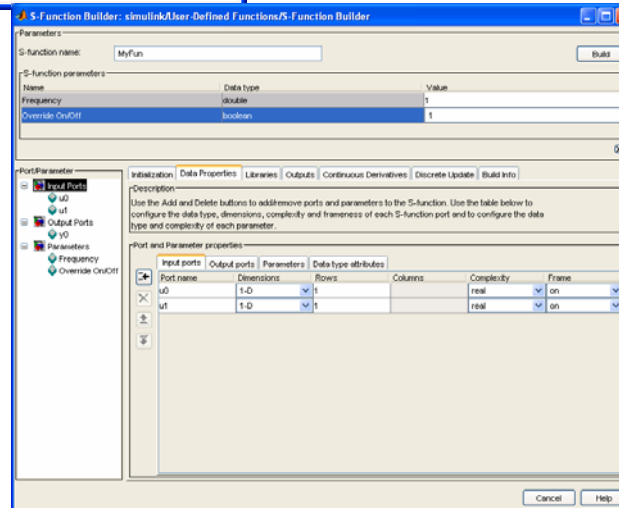 S-Function Builder: simulink/User-Defined Functions/S-Function Builder
Parameters
S-function name: MyFun Build
S-function parameters
Name Data type Value
Frequency double 1
Override On/Off boolean 1
Port/Parameter
Input Ports
u0
u1
Output Ports
y0
Parameters
Frequency
Override On/Off
Initialization Data Properties Libraries Outputs Continuous Derivatives Discrete Update Build Info
Description
Use the Add and Delete buttons to add/remove ports and parameters to the S-function. Use the table below to
configure the data type, dimensions, complexity and frameness of each S-function port and to configure the data
type and complexity of each parameter.
Port and Parameter properties
Input ports Output ports Parameters Data type attributes
Port name Dimensions Rows Columns Complexity Frame
u0 1-D 1 real on
u1 1-D 1 real on
Cancel Help